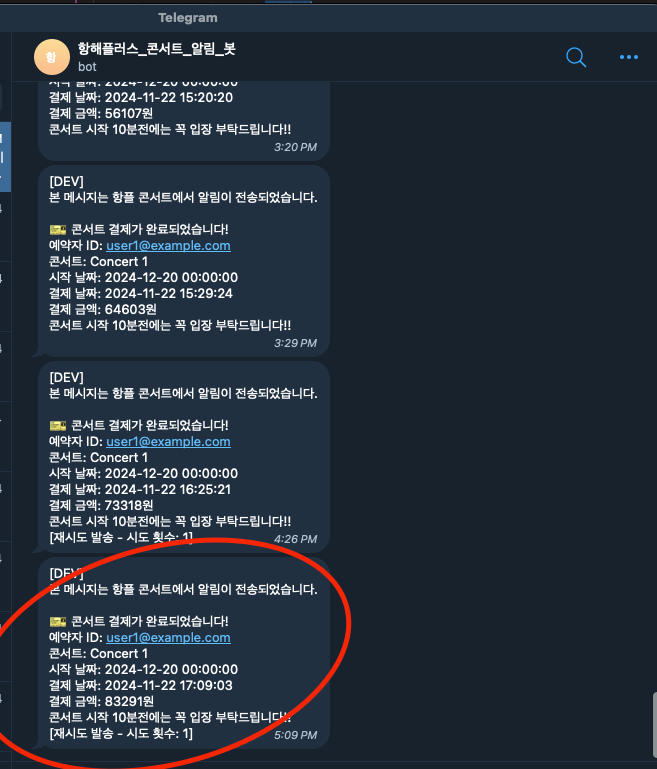 Telegram
항
항해플러스_콘서트_알림_봇
bot
시작 날짜: 2024-12-20 00:00:00
결제 날짜: 2024-11-22 15:20:20
결제 금액: 56107원
콘서트 시작 10분전에는 꼭 입장 부탁드립니다!!
3:20 PM
[DEV]
본 메시지는 항플 콘서트에서 알림이 전송되었습니다.
🎫 콘서트 결제가 완료되었습니다!
예약자 ID: user1@example.com
콘서트: Concert 1
시작 날짜: 2024-12-20 00:00:00
결제 날짜: 2024-11-22 15:29:24
결제 금액: 64603원
콘서트 시작 10분전에는 꼭 입장 부탁드립니다!!
3:29 PM
[DEV]
본 메시지는 항플 콘서트에서 알림이 전송되었습니다.
🎫 콘서트 결제가 완료되었습니다!
예약자 ID: user1@example.com
콘서트: Concert 1
시작 날짜: 2024-12-20 00:00:00
결제 날짜: 2024-11-22 16:25:21
결제 금액: 73318원
콘서트 시작 10분전에는 꼭 입장 부탁드립니다!!
[재시도 발송 - 시도 횟수: 1]
4:26 PM
[DEV]
본 메시지는 항플 콘서트에서 알림이 전송되었습니다.
🎫 콘서트 결제가 완료되었습니다!
예약자 ID: user1@example.com
콘서트: Concert 1
시작 날짜: 2024-12-20 00:00:00
결제 날짜: 2024-11-22 17:09:03
결제 금액: 83291원
콘서트 시작 10분전에는 꼭 입장 부탁드립니다!!
[재시도 발송 - 시도 횟수: 1]
5:09 PM